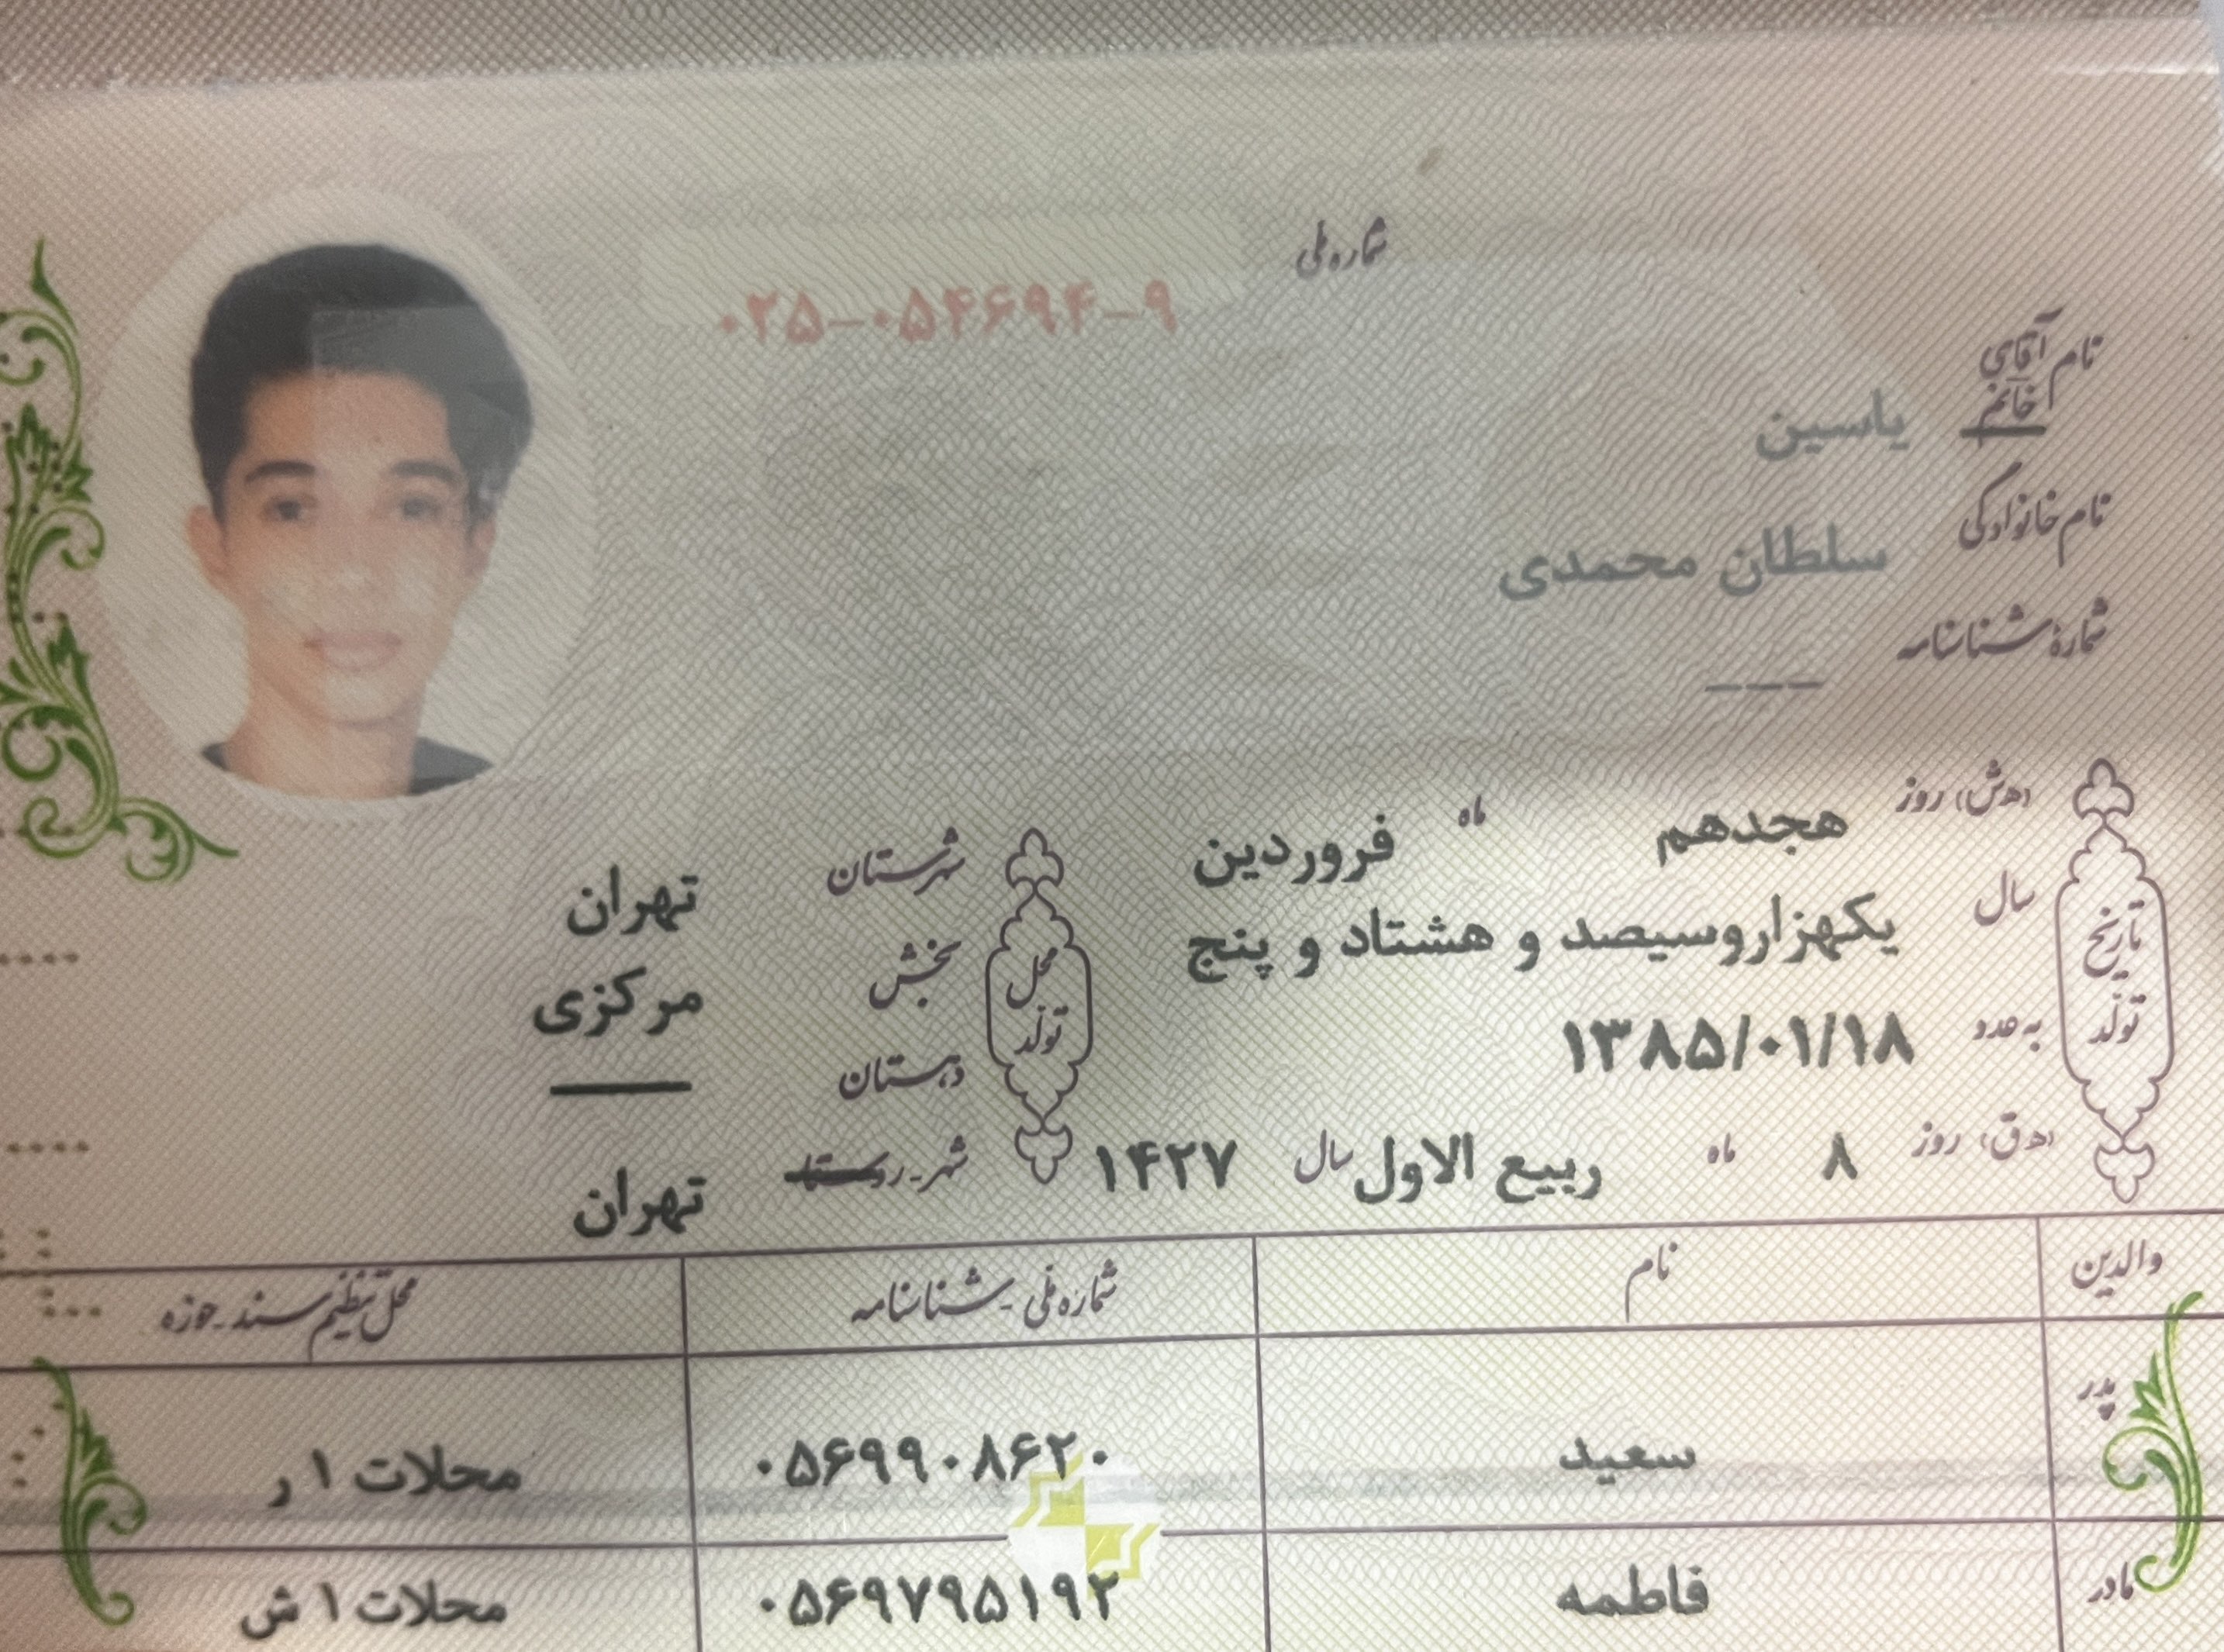 شماره ملی
۰۲۵-۰۵۴۶۹۴-۹
نام آقای خانم یاسین
نام خانوادگی سلطان محمدی
شمارۀ شناسنامه ---
تاریخ تولد
(ه‍ ش) روز هجدهم ماه فروردین
سال یکهزاروسیصد و هشتاد و پنج
به عدد ۱۳۸۵/۰۱/۱۸
(ه‍ ق) روز ۸ ماه ربیع الاول سال ۱۴۲۷
محل تولد
شهرستان تهران
بخش مرکزی
دهستان —
شهر-روستا تهران
والدین نام شماره ملی-شناسنامه محل تنظیم سند-حوزه
پدر سعید ۰۵۶۹۹۰۸۶۲۰ محلات ۱ ر
مادر فاطمه ۰۵۶۹۷۹۵۱۹۲ محلات ۱ ش